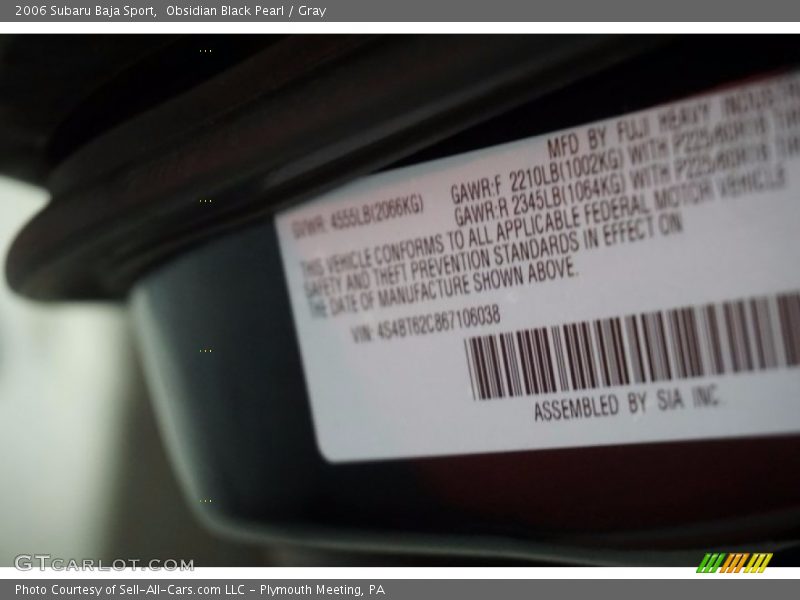 2006 Subaru Baja Sport,  Obsidian Black Pearl / Gray
MFD BY FUJI HEAVY
GVWR: 4555LB(2066KG)
GAWR:F 2210LB(1002KG) WITH
GAWR:R 2345LB(1064KG) WITH
THIS VEHICLE CONFORMS TO ALL APPLICABLE FEDERAL MOTOR VEHICLE
SAFETY AND THEFT PREVENTION STANDARDS IN EFFECT ON
THE DATE OF MANUFACTURE SHOWN ABOVE.
VIN: 4S4BT62C867106038
ASSEMBLED BY SIA INC.
GTCARLOT.COM
Photo Courtesy of Sell-All-Cars.com LLC - Plymouth Meeting, PA